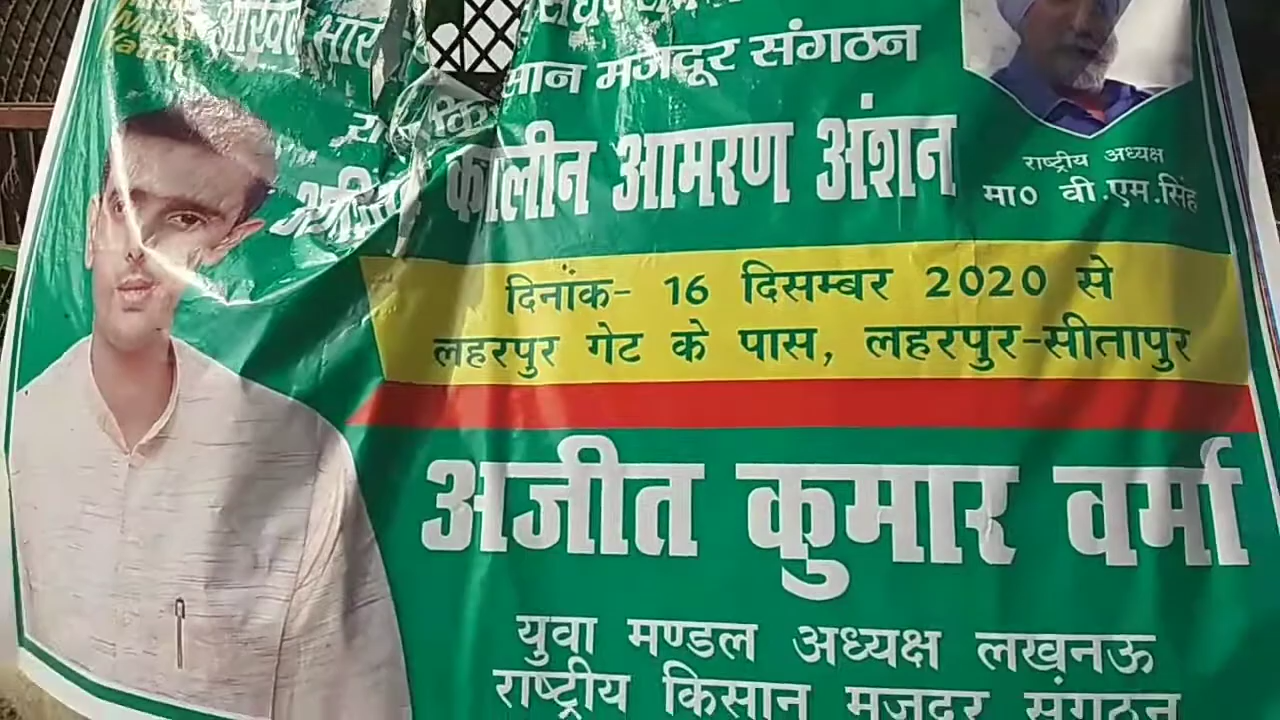 मजदूर संगठन
कालीन आमरण अंशन
राष्ट्रीय अध्यक्ष
मा० वी.एम.सिंह
दिनांक- 16 दिसम्बर 2020 से
लहरपुर गेट के पास, लहरपुर-सीतापुर
अजीत कुमार वर्मा
युवा मण्डल अध्यक्ष लखनऊ
राष्ट्रीय किसान मजदूर संगठन